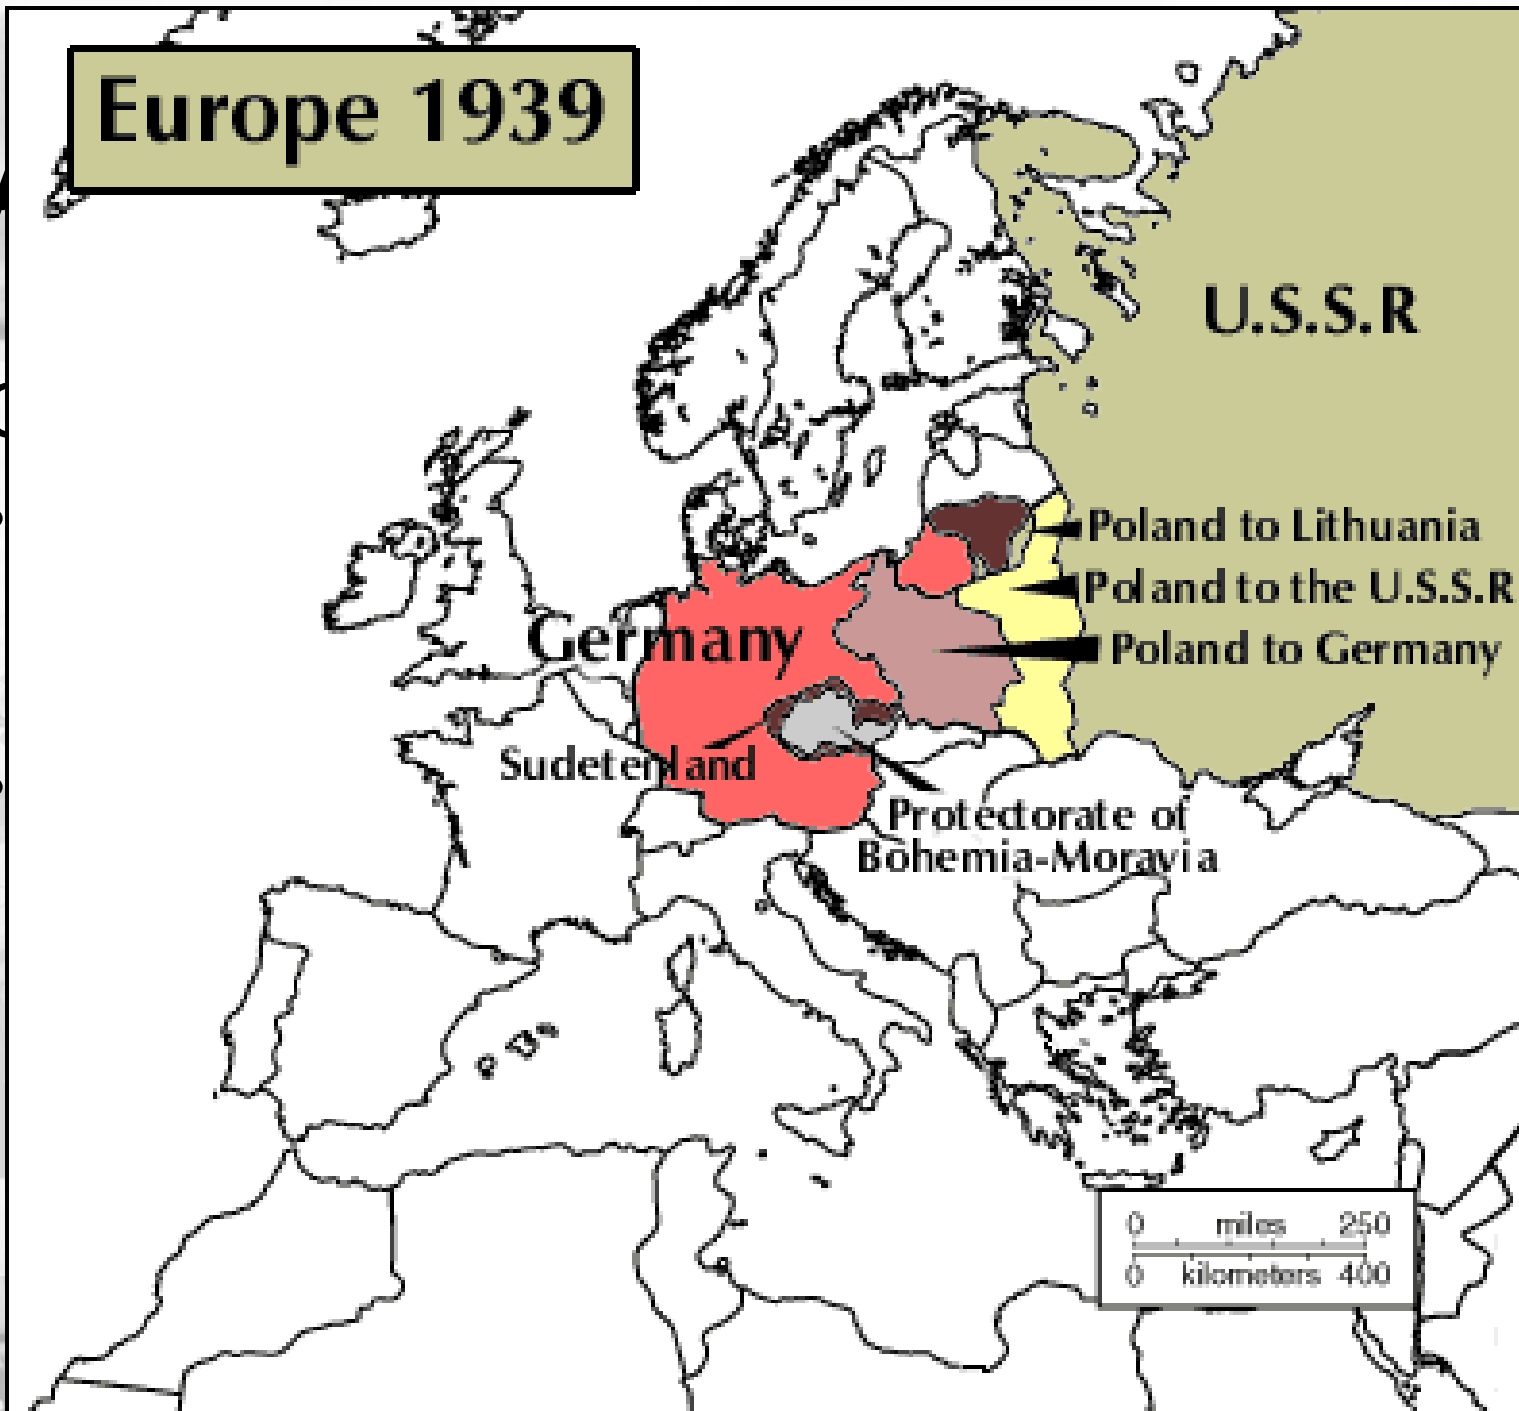 Europe 1939
U.S.S.R
Poland to Lithuania
Poland to the U.S.S.R
Germany
Poland to Germany
Sudetenland
Protectorate of
Bohemia-Moravia
0 miles 250
0 kilometers 400